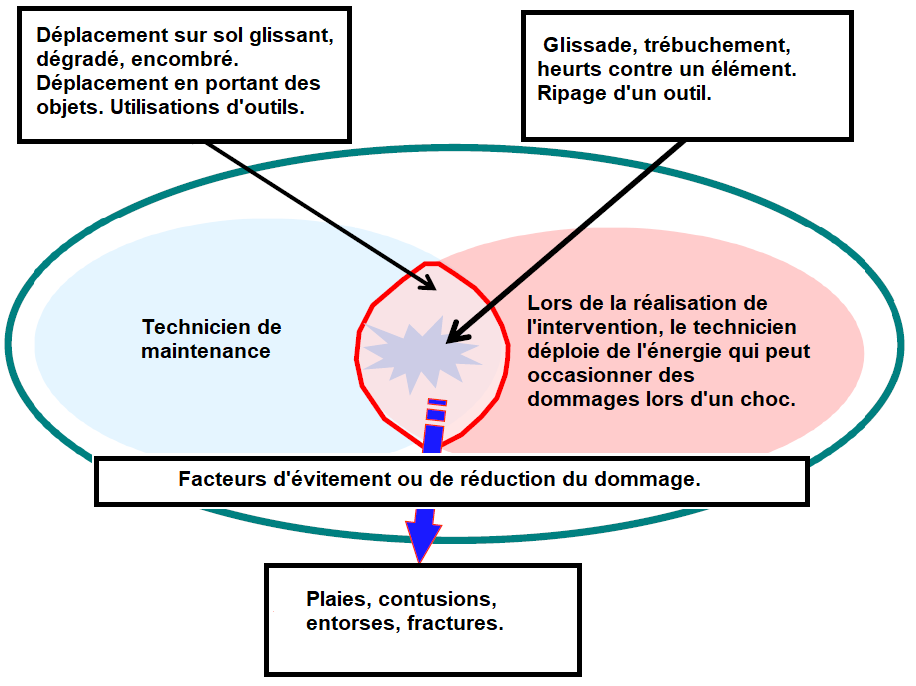 Déplacement sur sol glissant,
dégradé, encombré.
Déplacement en portant des
objets. Utilisations d'outils.
Glissade, trébuchement,
heurts contre un élément.
Ripage d'un outil.
Technicien de
maintenance
Lors de la réalisation de
l'intervention, le technicien
déploie de l'énergie qui peut
occasionner des
dommages lors d'un choc.
Facteurs d'évitement ou de réduction du dommage.
Plaies, contusions,
entorses, fractures.